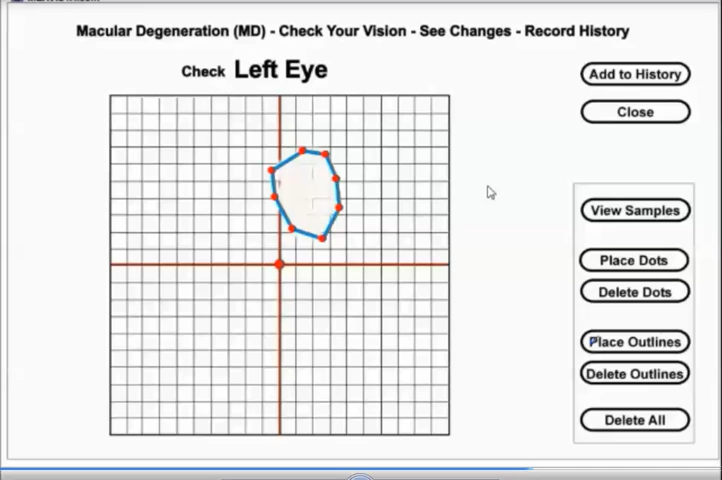 Macular Degeneration (MD) - Check Your Vision - See Changes - Record History
Check Left Eye
Add to History
Close
View Samples
Place Dots
Delete Dots
Place Outlines
Delete Outlines
Delete All